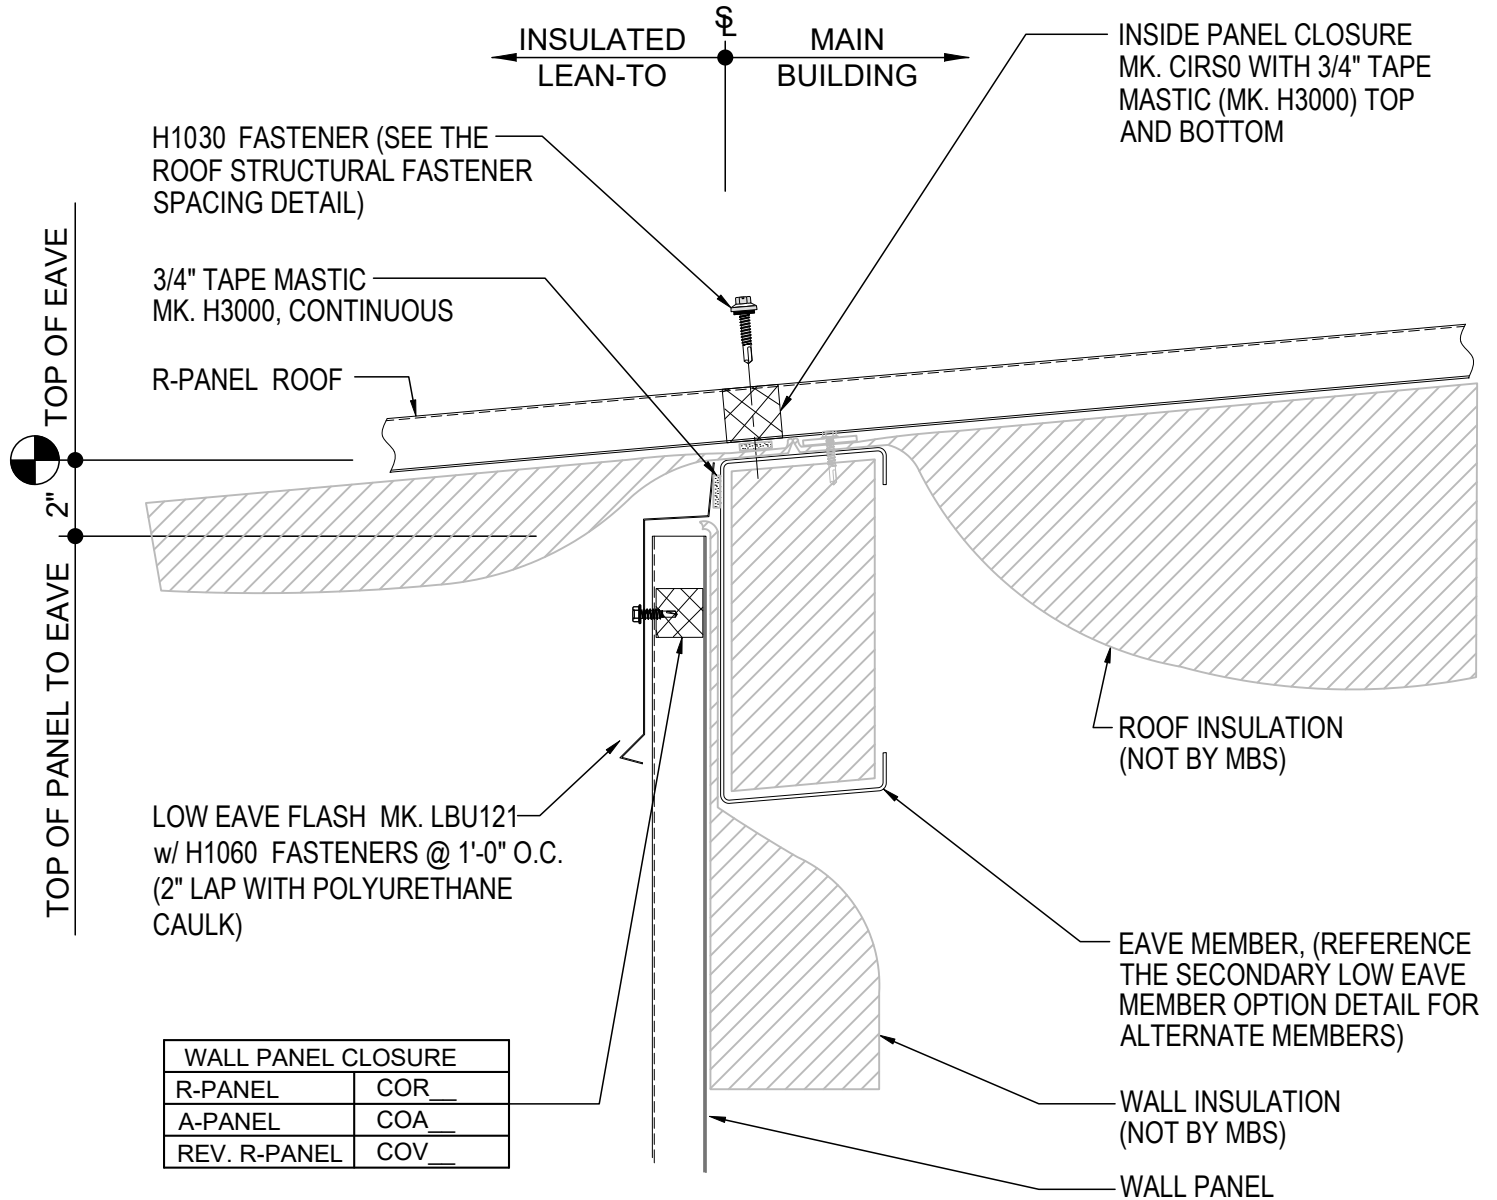 ℄
INSULATED
LEAN-TO
MAIN
BUILDING
INSIDE PANEL CLOSURE
MK. CIRS0 WITH 3/4" TAPE
MASTIC (MK. H3000) TOP
AND BOTTOM
H1030 FASTENER (SEE THE
ROOF STRUCTURAL FASTENER
SPACING DETAIL)
3/4" TAPE MASTIC
MK. H3000, CONTINUOUS
R-PANEL ROOF
TOP OF EAVE
2"
TOP OF PANEL TO EAVE
ROOF INSULATION
(NOT BY MBS)
LOW EAVE FLASH MK. LBU121
w/ H1060 FASTENERS @ 1'-0" O.C.
(2" LAP WITH POLYURETHANE
CAULK)
EAVE MEMBER, (REFERENCE
THE SECONDARY LOW EAVE
MEMBER OPTION DETAIL FOR
ALTERNATE MEMBERS)
WALL PANEL CLOSURE
R-PANEL COR__
A-PANEL COA__
REV. R-PANEL COV__
WALL INSULATION
(NOT BY MBS)
WALL PANEL